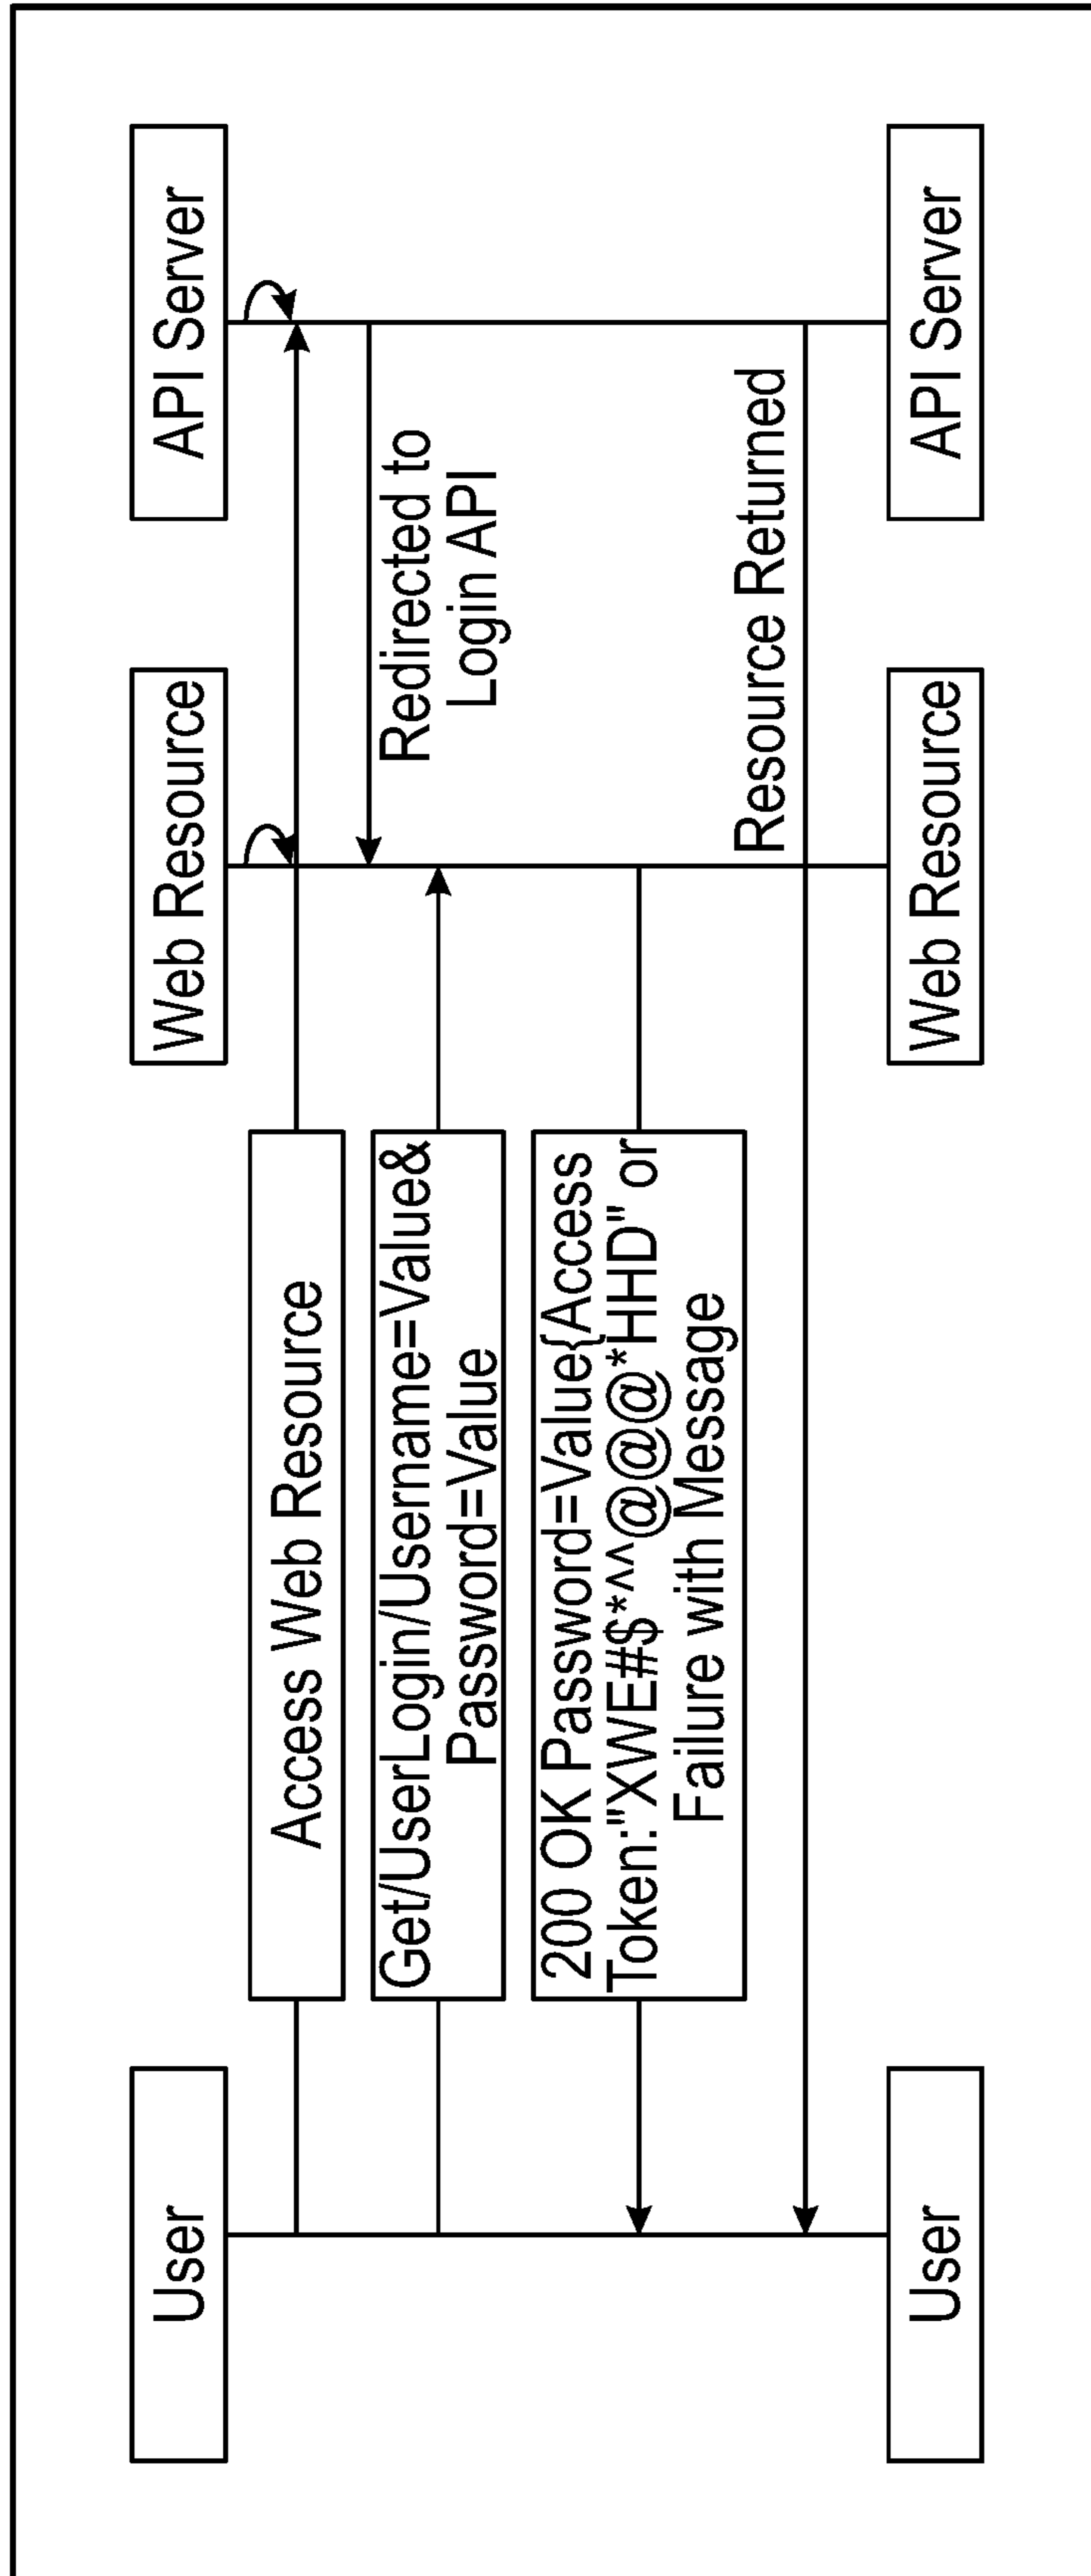 User
Web Resource
API Server
Access Web Resource
Get/UserLogin/Username=Value&
Password=Value
Redirected to
Login API
200 OK Password=Value{Access
Token:"XWE#$*^^@@@*HHD" or
Failure with Message
Resource Returned
User
Web Resource
API Server